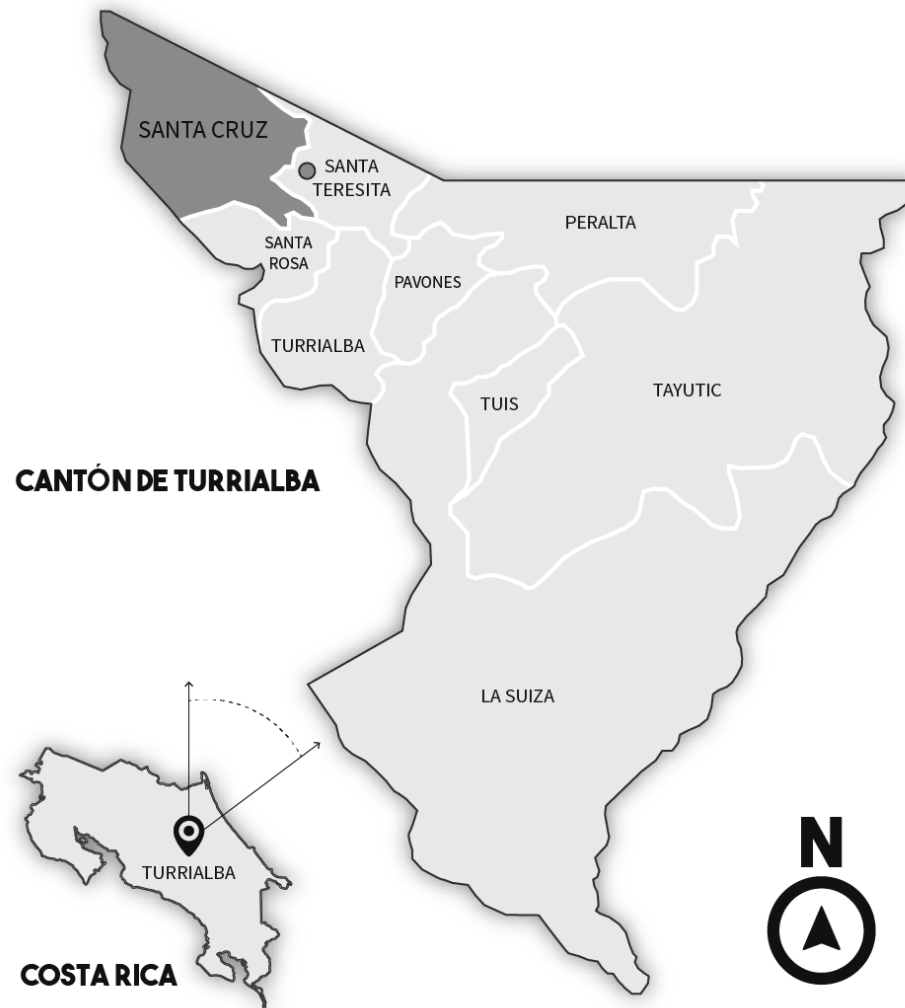 SANTA CRUZ
SANTA
TERESITA
PERALTA
SANTA
ROSA
PAVONES
TURRIALBA
TAYUTIC
TUIS
CANTÓN DE TURRIALBA
LA SUIZA
N
TURRIALBA
COSTA RICA